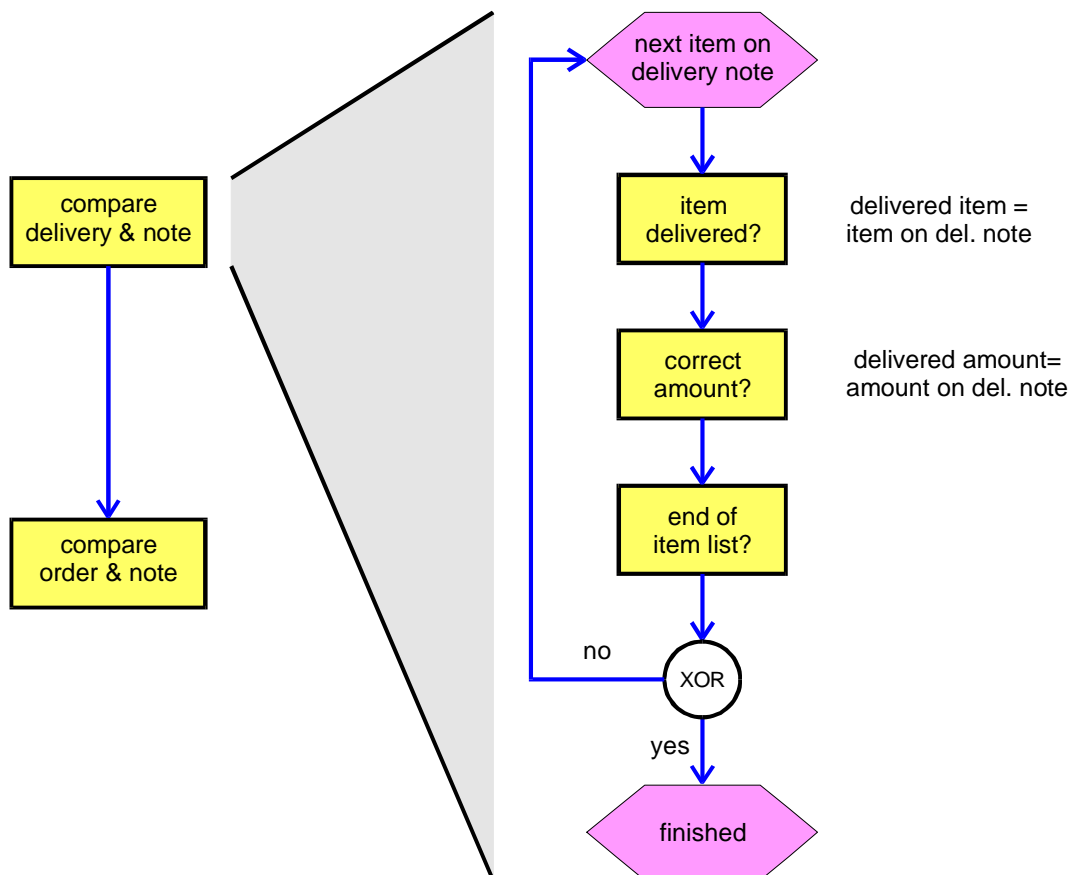 next item on
delivery note
compare
delivery & note
item
delivered?
delivered item =
item on del. note
correct
amount?
delivered amount=
amount on del. note
compare
order & note
end of
item list?
no
XOR
yes
finished